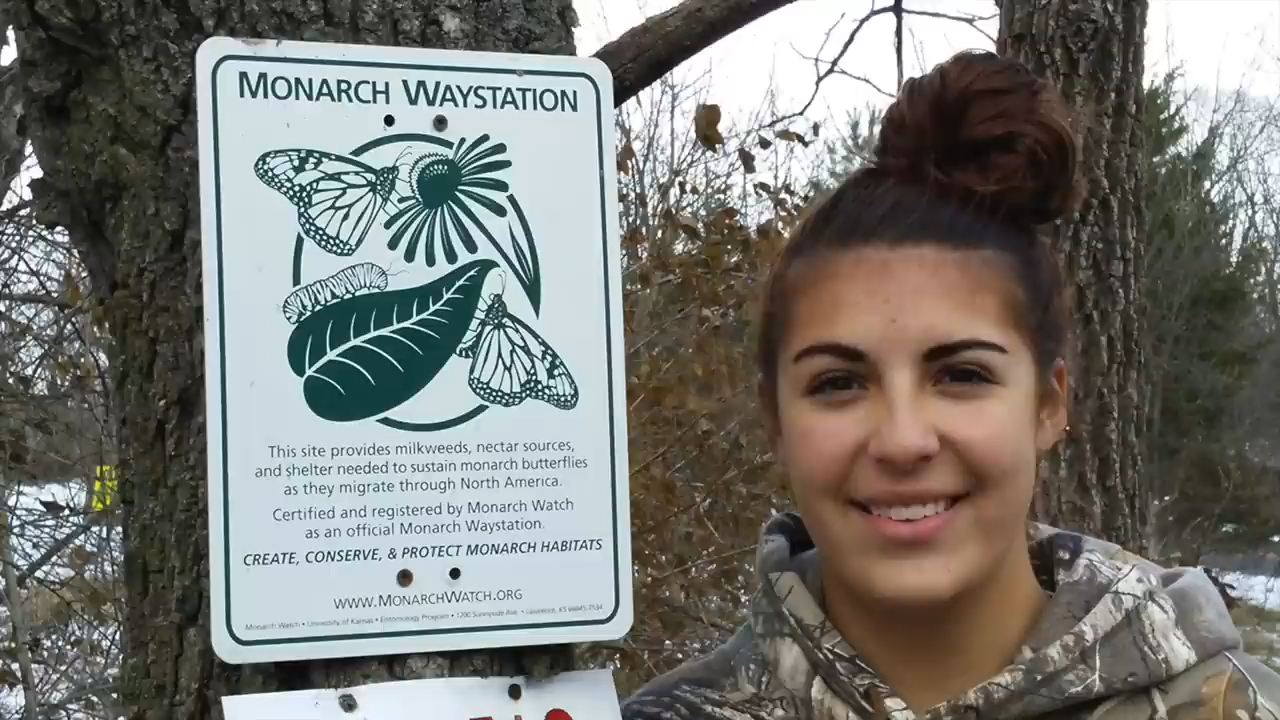 MONARCH WAYSTATION
This site provides milkweeds, nectar sources,
and shelter needed to sustain monarch butterflies
as they migrate through North America.
Certified and registered by Monarch Watch
as an official Monarch Waystation.
CREATE, CONSERVE, & PROTECT MONARCH HABITATS
WWW.MONARCHWATCH.ORG
Monarch Watch • University of Kansas • Entomology Program • 1200 Sunnyside Ave. • Lawrence, KS 66045-7534